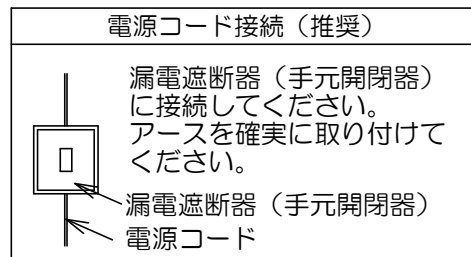 電源コード接続（推奨）
漏電遮断器（手元開閉器）
に接続してください。
アースを確実に取り付けて
ください。
漏電遮断器（手元開閉器）
電源コード